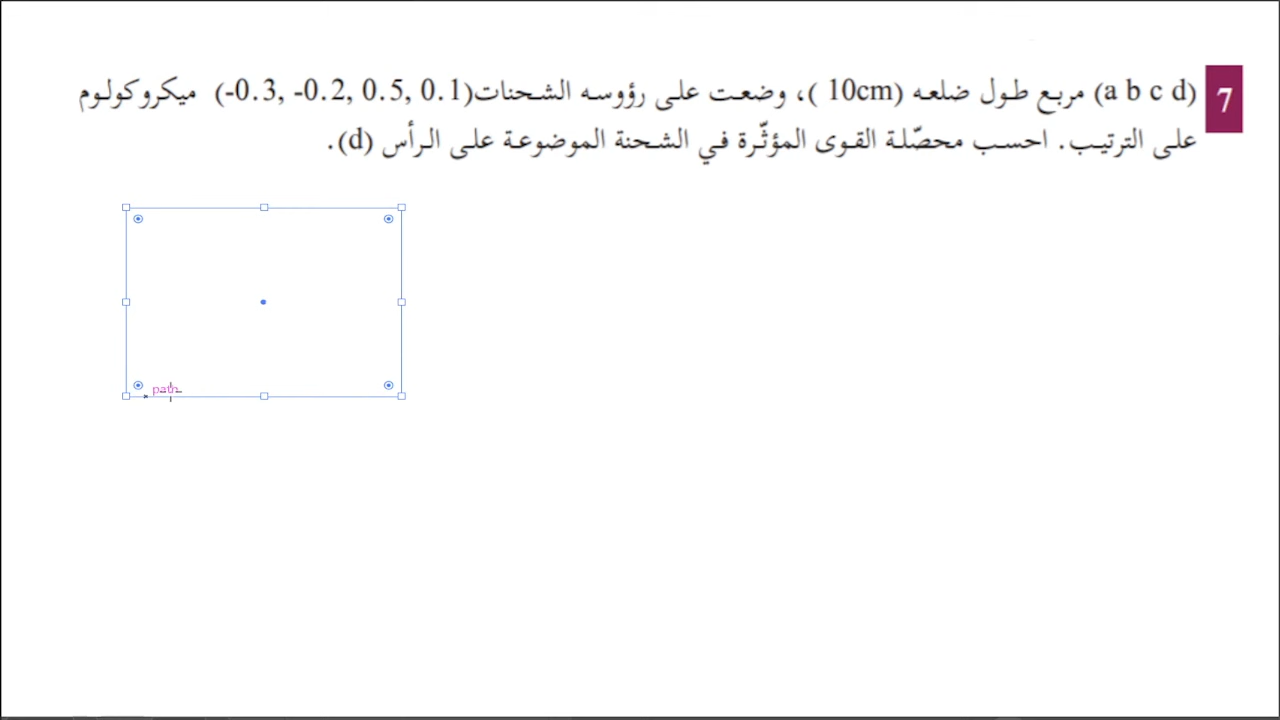 7
(a b c d) مربع طول ضلعه (10cm )، وضعت على رؤوسه الشحنات(-0.3, -0.2, 0.5, 0.1) ميكروكولوم
على الترتيب. احسب محصّلة القوى المؤثّرة في الشحنة الموضوعة على الرأس (d).
path